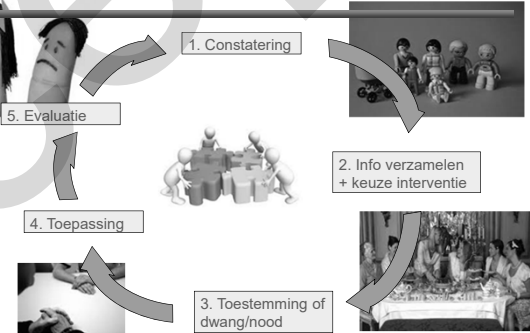 1. Constatering
2. Info verzamelen
+ keuze interventie
3. Toestemming of
dwang/nood
4. Toepassing
5. Evaluatie